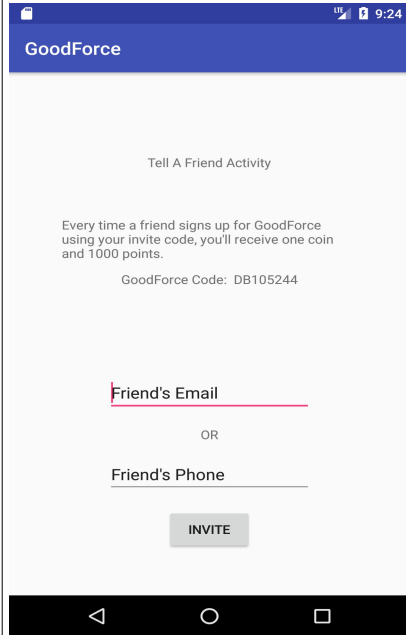 LTE 9:24
GoodForce
Tell A Friend Activity
Every time a friend signs up for GoodForce
using your invite code, you'll receive one coin
and 1000 points.
GoodForce Code: DB105244
Friend's Email
OR
Friend's Phone
INVITE